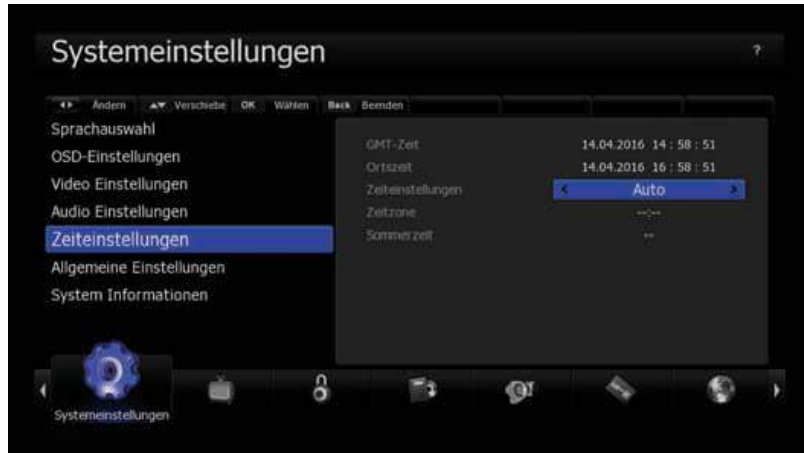 Systemeinstellungen
?
Ändern Verschiebe OK Wählen Back Beenden
Sprachauswahl
OSD-Einstellungen
Video Einstellungen
Audio Einstellungen
Zeiteinstellungen
Allgemeine Einstellungen
System Informationen
GMT-Zeit 14.04.2016 14 : 58 : 51
Ortszeit 14.04.2016 16 : 58 : 51
Zeiteinstellungen Auto
Zeitzone --:--
Sommerzeit --
Systemeinstellungen